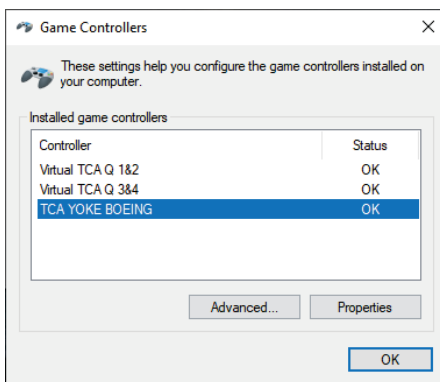 Game Controllers
These settings help you configure the game controllers installed on
your computer.
Installed game controllers
Controller Status
Virtual TCA Q 1&2 OK
Virtual TCA Q 3&4 OK
TCA YOKE BOEING OK
Advanced... Properties
OK